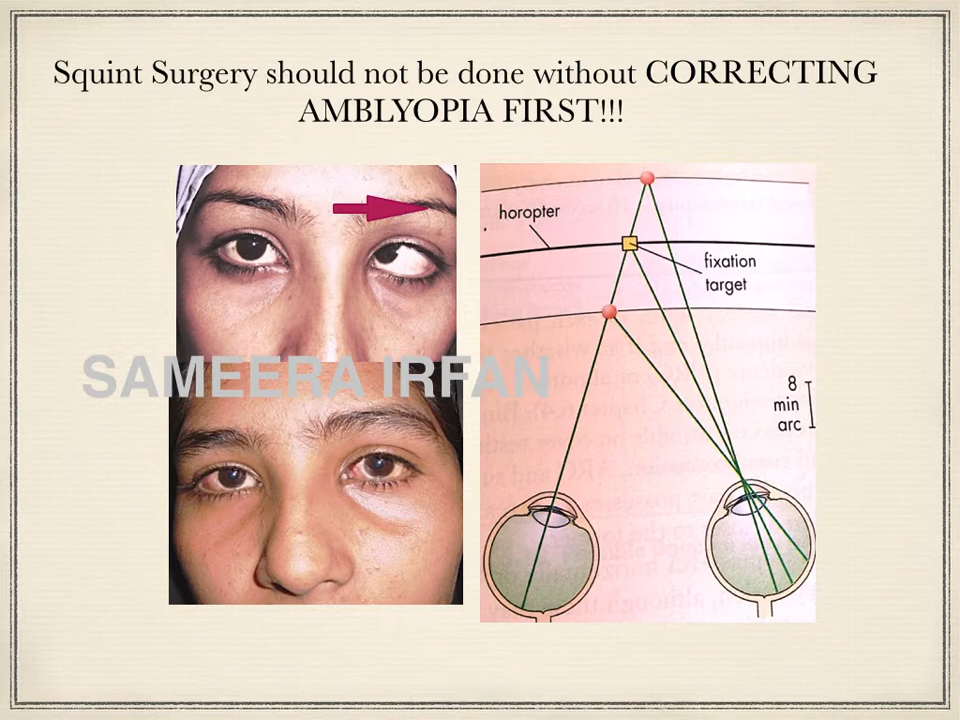 Squint Surgery should not be done without CORRECTING
AMBLYOPIA FIRST!!!
horopter
fixation
target
SAMEERA IRFAN
8
min
arc